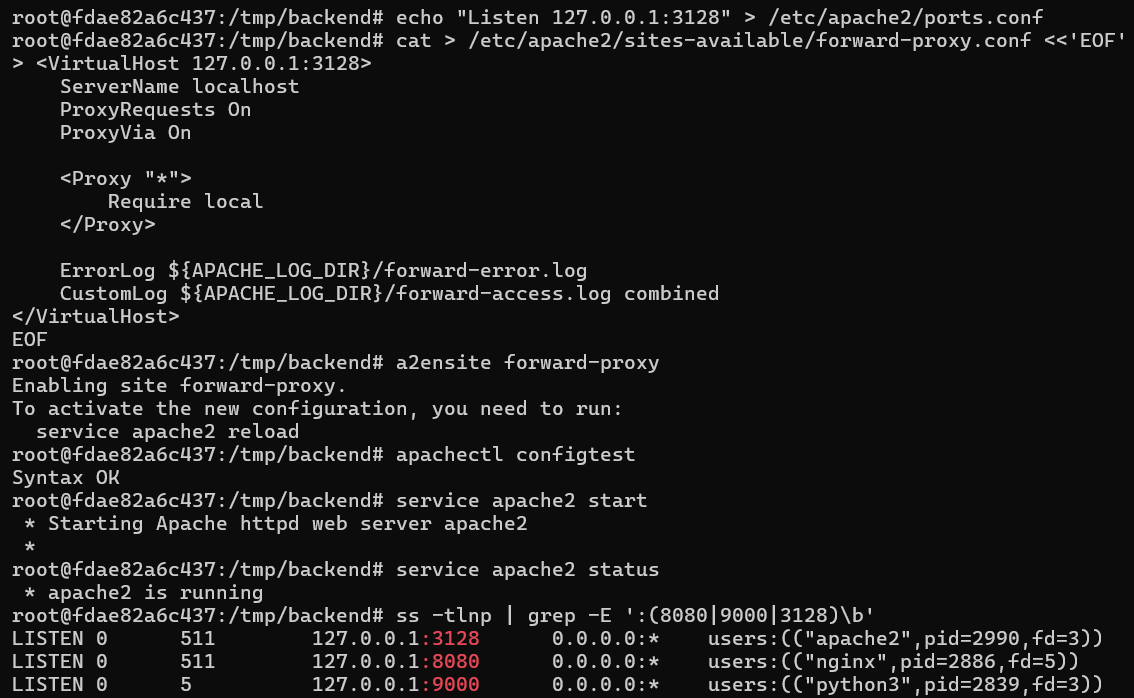 root@fdae82a6c437:/tmp/backend# echo "Listen 127.0.0.1:3128" > /etc/apache2/ports.conf
root@fdae82a6c437:/tmp/backend# cat > /etc/apache2/sites-available/forward-proxy.conf <<'EOF'
> <VirtualHost 127.0.0.1:3128>
    ServerName localhost
    ProxyRequests On
    ProxyVia On

    <Proxy "*">
        Require local
    </Proxy>

    ErrorLog ${APACHE_LOG_DIR}/forward-error.log
    CustomLog ${APACHE_LOG_DIR}/forward-access.log combined
</VirtualHost>
EOF
root@fdae82a6c437:/tmp/backend# a2ensite forward-proxy
Enabling site forward-proxy.
To activate the new configuration, you need to run:
  service apache2 reload
root@fdae82a6c437:/tmp/backend# apachectl configtest
Syntax OK
root@fdae82a6c437:/tmp/backend# service apache2 start
 * Starting Apache httpd web server apache2
 *
root@fdae82a6c437:/tmp/backend# service apache2 status
 * apache2 is running
root@fdae82a6c437:/tmp/backend# ss -tlnp | grep -E ':(8080|9000|3128)\b'
LISTEN 0      511        127.0.0.1:3128      0.0.0.0:*    users:(("apache2",pid=2990,fd=3))
LISTEN 0      511        127.0.0.1:8080      0.0.0.0:*    users:(("nginx",pid=2886,fd=5))
LISTEN 0      5          127.0.0.1:9000      0.0.0.0:*    users:(("python3",pid=2839,fd=3))